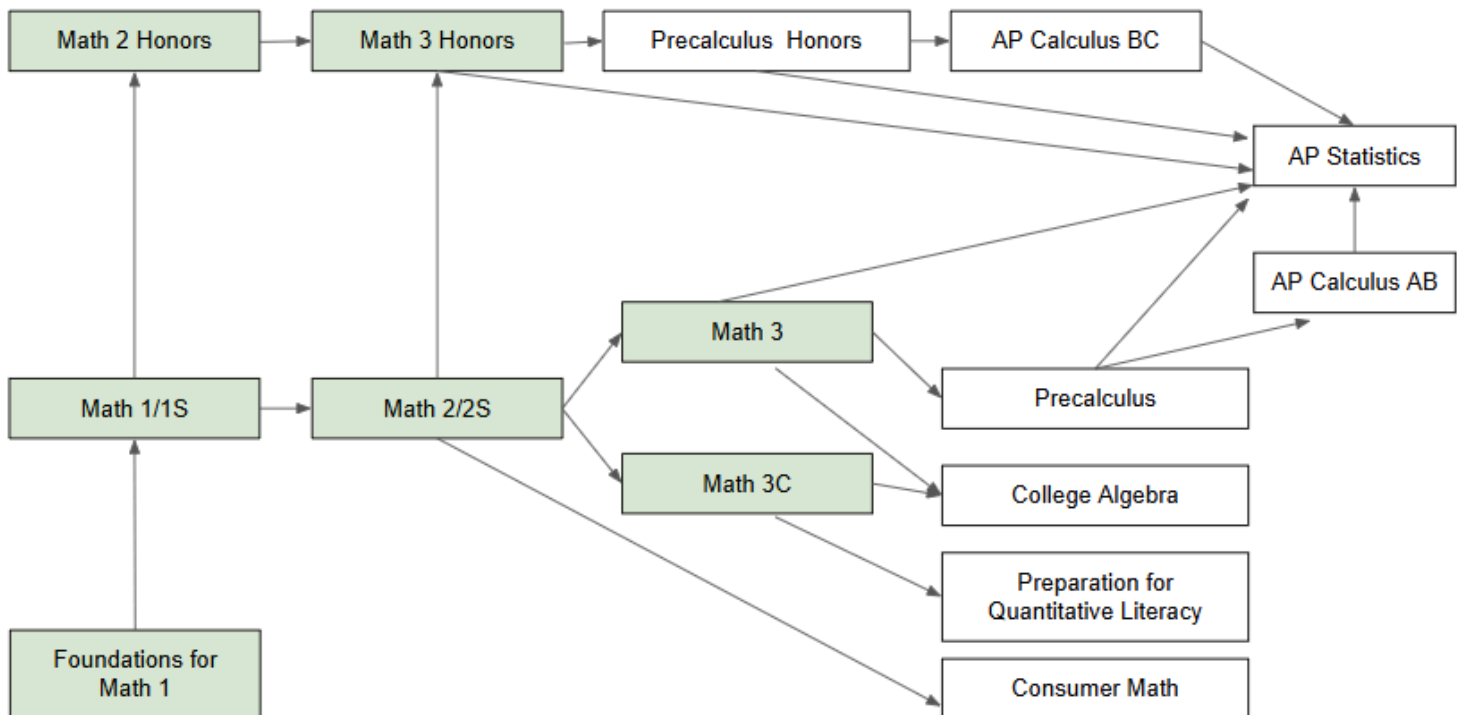 Math 2 Honors
Math 3 Honors
Precalculus Honors
AP Calculus BC
AP Statistics
AP Calculus AB
Math 3
Math 1/1S
Math 2/2S
Precalculus
Math 3C
College Algebra
Preparation for
Quantitative Literacy
Foundations for
Math 1
Consumer Math